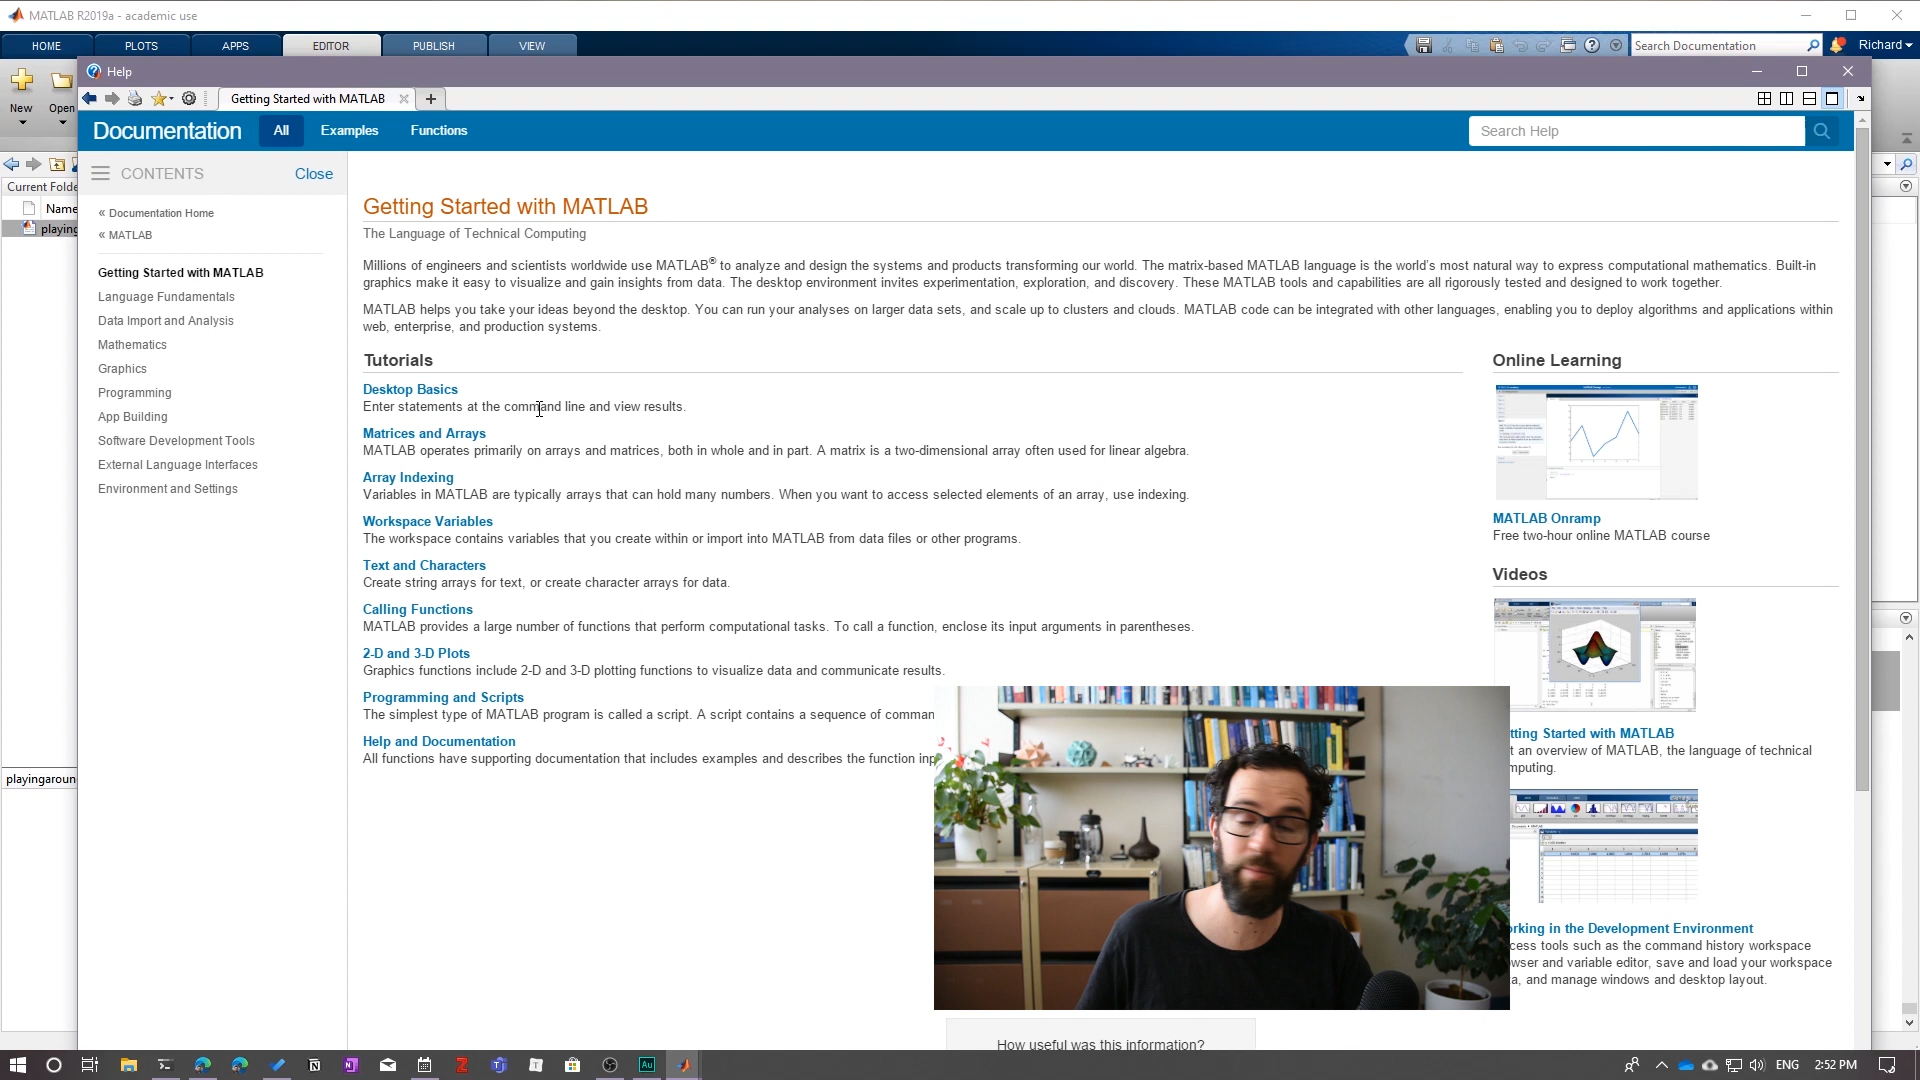 MATLAB R2019a - academic use
HOME
PLOTS
APPS
EDITOR
PUBLISH
VIEW
Search Documentation
Richard
Help
New
Open
Getting Started with MATLAB
Documentation
All
Examples
Functions
Search Help
CONTENTS
Close
Current Folde
Name
playing
playingaroun
« Documentation Home
« MATLAB
Getting Started with MATLAB
Language Fundamentals
Data Import and Analysis
Mathematics
Graphics
Programming
App Building
Software Development Tools
External Language Interfaces
Environment and Settings
Getting Started with MATLAB
The Language of Technical Computing
Millions of engineers and scientists worldwide use MATLAB® to analyze and design the systems and products transforming our world. The matrix-based MATLAB language is the world's most natural way to express computational mathematics. Built-in
graphics make it easy to visualize and gain insights from data. The desktop environment invites experimentation, exploration, and discovery. These MATLAB tools and capabilities are all rigorously tested and designed to work together.
MATLAB helps you take your ideas beyond the desktop. You can run your analyses on larger data sets, and scale up to clusters and clouds. MATLAB code can be integrated with other languages, enabling you to deploy algorithms and applications within
web, enterprise, and production systems.
Tutorials
Desktop Basics
Enter statements at the command line and view results.
Matrices and Arrays
MATLAB operates primarily on arrays and matrices, both in whole and in part. A matrix is a two-dimensional array often used for linear algebra.
Array Indexing
Variables in MATLAB are typically arrays that can hold many numbers. When you want to access selected elements of an array, use indexing.
Workspace Variables
The workspace contains variables that you create within or import into MATLAB from data files or other programs.
Text and Characters
Create string arrays for text, or create character arrays for data.
Calling Functions
MATLAB provides a large number of functions that perform computational tasks. To call a function, enclose its input arguments in parentheses.
2-D and 3-D Plots
Graphics functions include 2-D and 3-D plotting functions to visualize data and communicate results.
Programming and Scripts
The simplest type of MATLAB program is called a script. A script contains a sequence of comman
Help and Documentation
All functions have supporting documentation that includes examples and describes the function inp
Online Learning
MATLAB Onramp
Free two-hour online MATLAB course
Videos
tting Started with MATLAB
t an overview of MATLAB, the language of technical
mputing.
rking in the Development Environment
cess tools such as the command history workspace
wser and variable editor, save and load your workspace
ta, and manage windows and desktop layout.
How useful was this information?
Au
ENG
2:52 PM